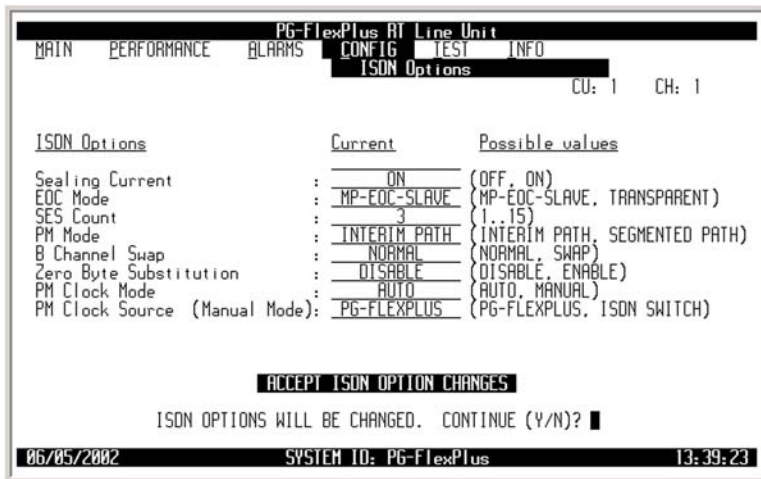 PG-FlexPlus RT Line Unit
MAIN PERFORMANCE ALARMS CONFIG TEST INFO
ISDN Options
CU: 1 CH: 1
ISDN Options Current Possible values
Sealing Current : ON (OFF, ON)
EOC Mode : MP-EOC-SLAVE (MP-EOC-SLAVE, TRANSPARENT)
SES Count : 3 (1..15)
PM Mode : INTERIM PATH (INTERIM PATH, SEGMENTED PATH)
B Channel Swap : NORMAL (NORMAL, SWAP)
Zero Byte Substitution : DISABLE (DISABLE, ENABLE)
PM Clock Mode : AUTO (AUTO, MANUAL)
PM Clock Source (Manual Mode): PG-FLEXPLUS (PG-FLEXPLUS, ISDN SWITCH)
ACCEPT ISDN OPTION CHANGES
ISDN OPTIONS WILL BE CHANGED. CONTINUE (Y/N)?
06/05/2002 SYSTEM ID: PG-FlexPlus 13:39:23